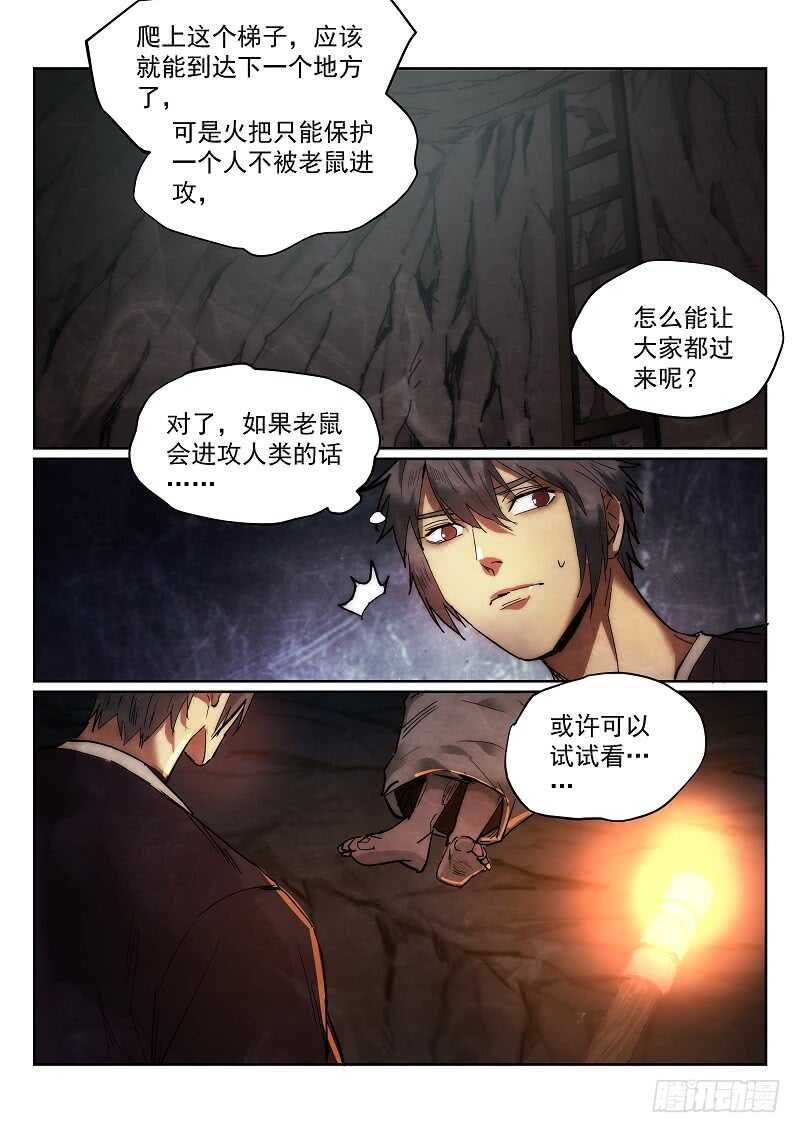 爬上这个梯子，应该
就能到达下一个地方
了，
可是火把只能保护
一个人不被老鼠进
攻，
怎么能让
大家都过
来呢？
对了，如果老鼠
会进攻人类的话
……
或许可以
试试看…
…
腾讯动漫